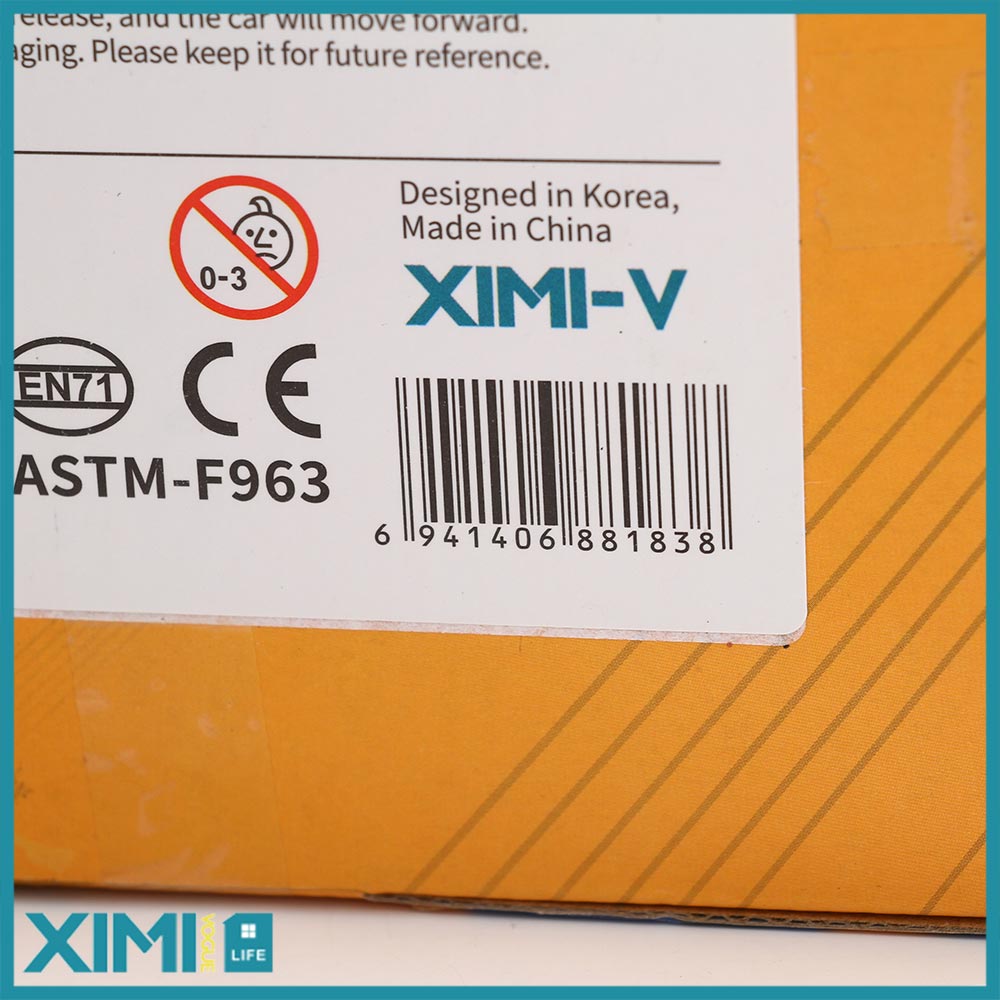 elease, and the car will move forward.
aging. Please keep it for future reference.
0-3
Designed in Korea,
Made in China
XIMI-V
EN71
CE
ASTM-F963
6 941406 881838
XIMI VOGUE LIFE